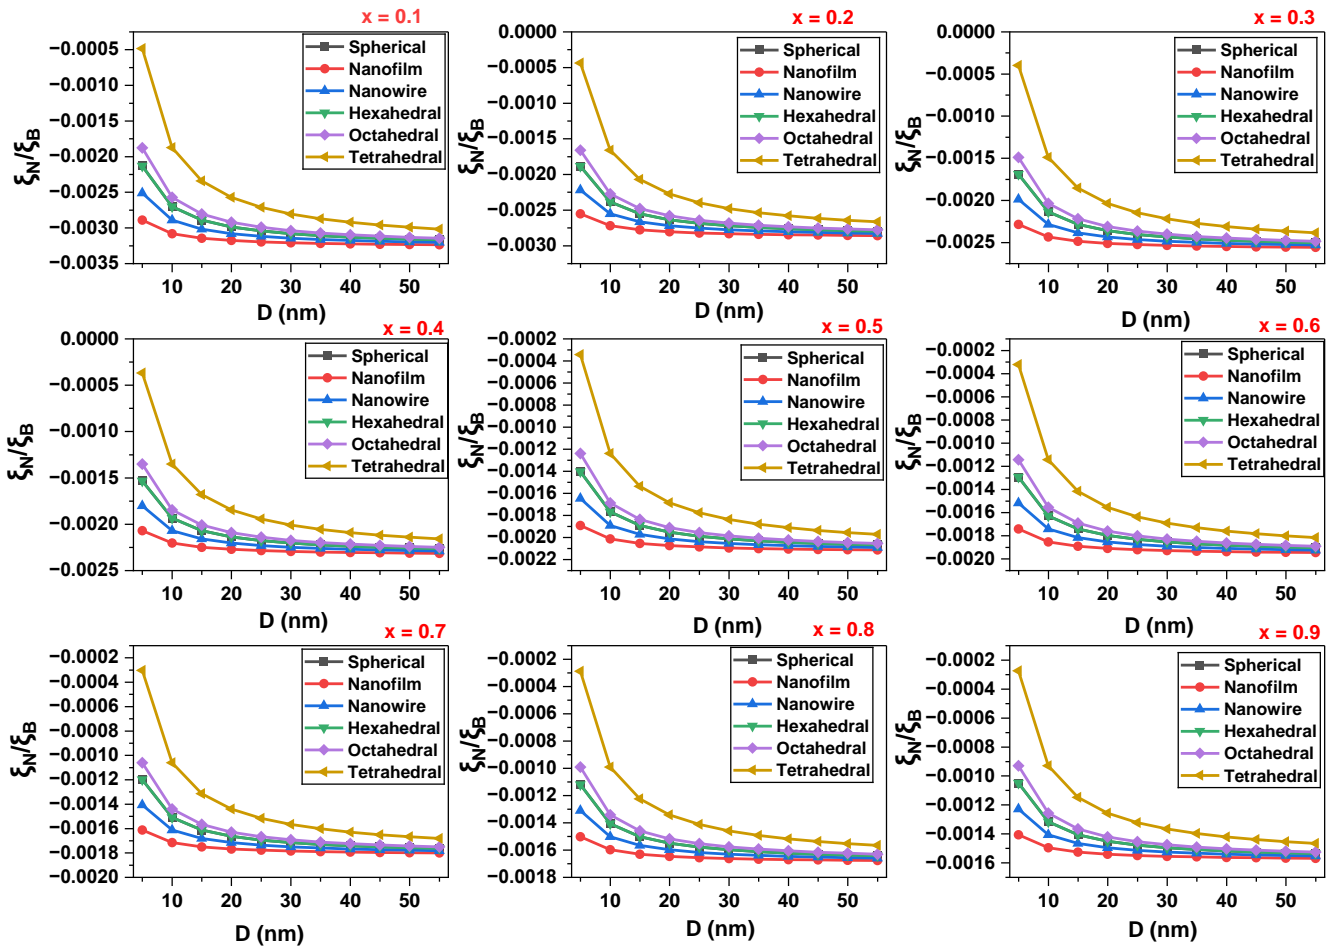 x = 0.1
−0.0005
−0.0010
−0.0015
−0.0020
−0.0025
−0.0030
−0.0035
ξN/ξB
Spherical
Nanofilm
Nanowire
Hexahedral
Octahedral
Tetrahedral
10 20 30 40 50
D (nm)
x = 0.2
0.0000
−0.0005
−0.0010
−0.0015
−0.0020
−0.0025
−0.0030
ξN/ξB
Spherical
Nanofilm
Nanowire
Hexahedral
Octahedral
Tetrahedral
10 20 30 40 50
D (nm)
x = 0.3
0.0000
−0.0005
−0.0010
−0.0015
−0.0020
−0.0025
ξN/ξB
Spherical
Nanofilm
Nanowire
Hexahedral
Octahedral
Tetrahedral
10 20 30 40 50
D (nm)
x = 0.4
0.0000
−0.0005
−0.0010
−0.0015
−0.0020
−0.0025
ξN/ξB
Spherical
Nanofilm
Nanowire
Hexahedral
Octahedral
Tetrahedral
10 20 30 40 50
D (nm)
x = 0.5
−0.0002
−0.0004
−0.0006
−0.0008
−0.0010
−0.0012
−0.0014
−0.0016
−0.0018
−0.0020
−0.0022
ξN/ξB
Spherical
Nanofilm
Nanowire
Hexahedral
Octahedral
Tetrahedral
10 20 30 40 50
D (nm)
x = 0.6
−0.0002
−0.0004
−0.0006
−0.0008
−0.0010
−0.0012
−0.0014
−0.0016
−0.0018
−0.0020
ξN/ξB
Spherical
Nanofilm
Nanowire
Hexahedral
Octahedral
Tetrahedral
10 20 30 40 50
D (nm)
x = 0.7
−0.0002
−0.0004
−0.0006
−0.0008
−0.0010
−0.0012
−0.0014
−0.0016
−0.0018
−0.0020
ξN/ξB
Spherical
Nanofilm
Nanowire
Hexahedral
Octahedral
Tetrahedral
10 20 30 40 50
D (nm)
x = 0.8
−0.0002
−0.0004
−0.0006
−0.0008
−0.0010
−0.0012
−0.0014
−0.0016
−0.0018
ξN/ξB
Spherical
Nanofilm
Nanowire
Hexahedral
Octahedral
Tetrahedral
10 20 30 40 50
D (nm)
x = 0.9
−0.0002
−0.0004
−0.0006
−0.0008
−0.0010
−0.0012
−0.0014
−0.0016
ξN/ξB
Spherical
Nanofilm
Nanowire
Hexahedral
Octahedral
Tetrahedral
10 20 30 40 50
D (nm)